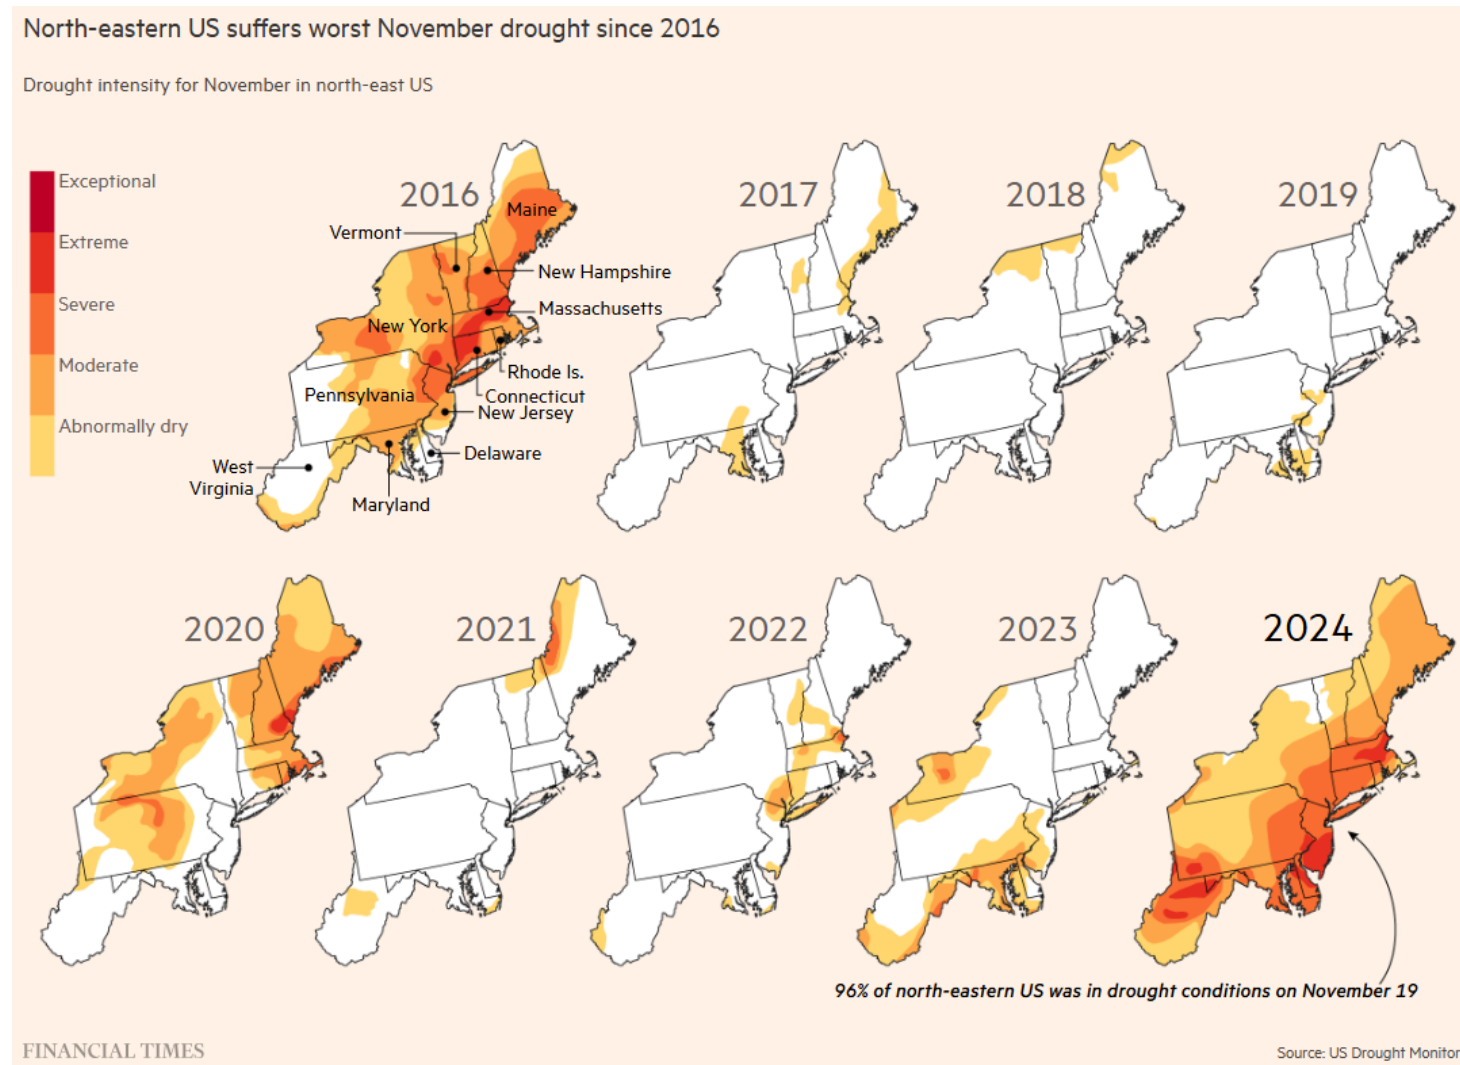 North-eastern US suffers worst November drought since 2016
Drought intensity for November in north-east US
Exceptional
Extreme
Severe
Moderate
Abnormally dry
2016
Maine
Vermont
New Hampshire
Massachusetts
New York
Rhode Is.
Connecticut
Pennsylvania
New Jersey
Delaware
West
Virginia
Maryland
2017
2018
2019
2020
2021
2022
2023
2024
96% of north-eastern US was in drought conditions on November 19
FINANCIAL TIMES
Source: US Drought Monitor